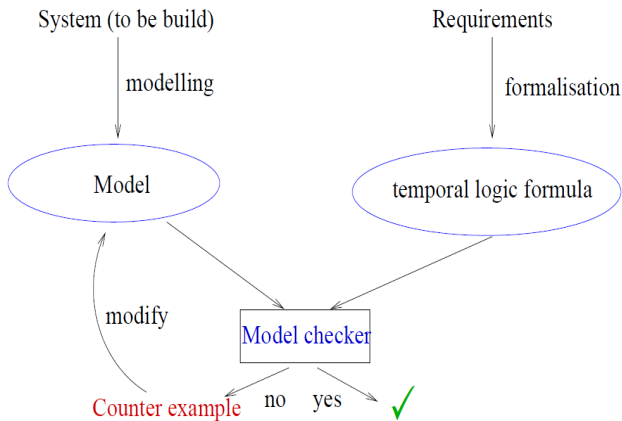 System (to be build)
Requirements
modelling
formalisation
Model
temporal logic formula
modify
Model checker
Counter example
no
yes